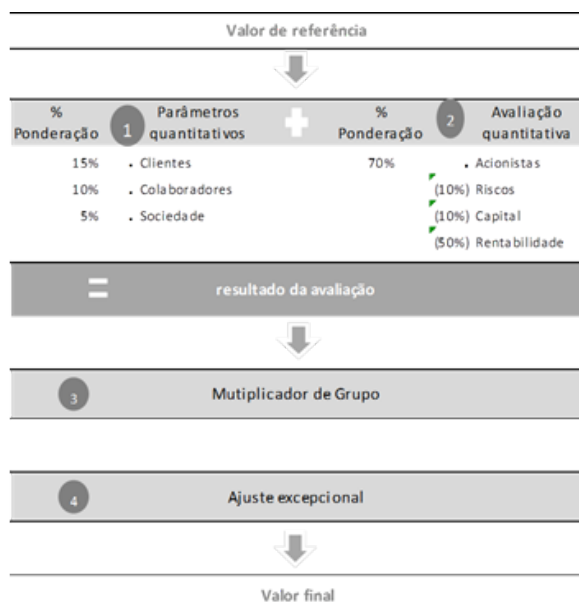 Valor de referência
% Ponderação 1 Parâmetros quantitativos + % Ponderação 2 Avaliação quantitativa
15% . Clientes 70% . Acionistas
10% . Colaboradores (10%) Riscos
5% . Sociedade (10%) Capital
(50%) Rentabilidade
= resultado da avaliação
3 Mutiplicador de Grupo
4 Ajuste excepcional
Valor final